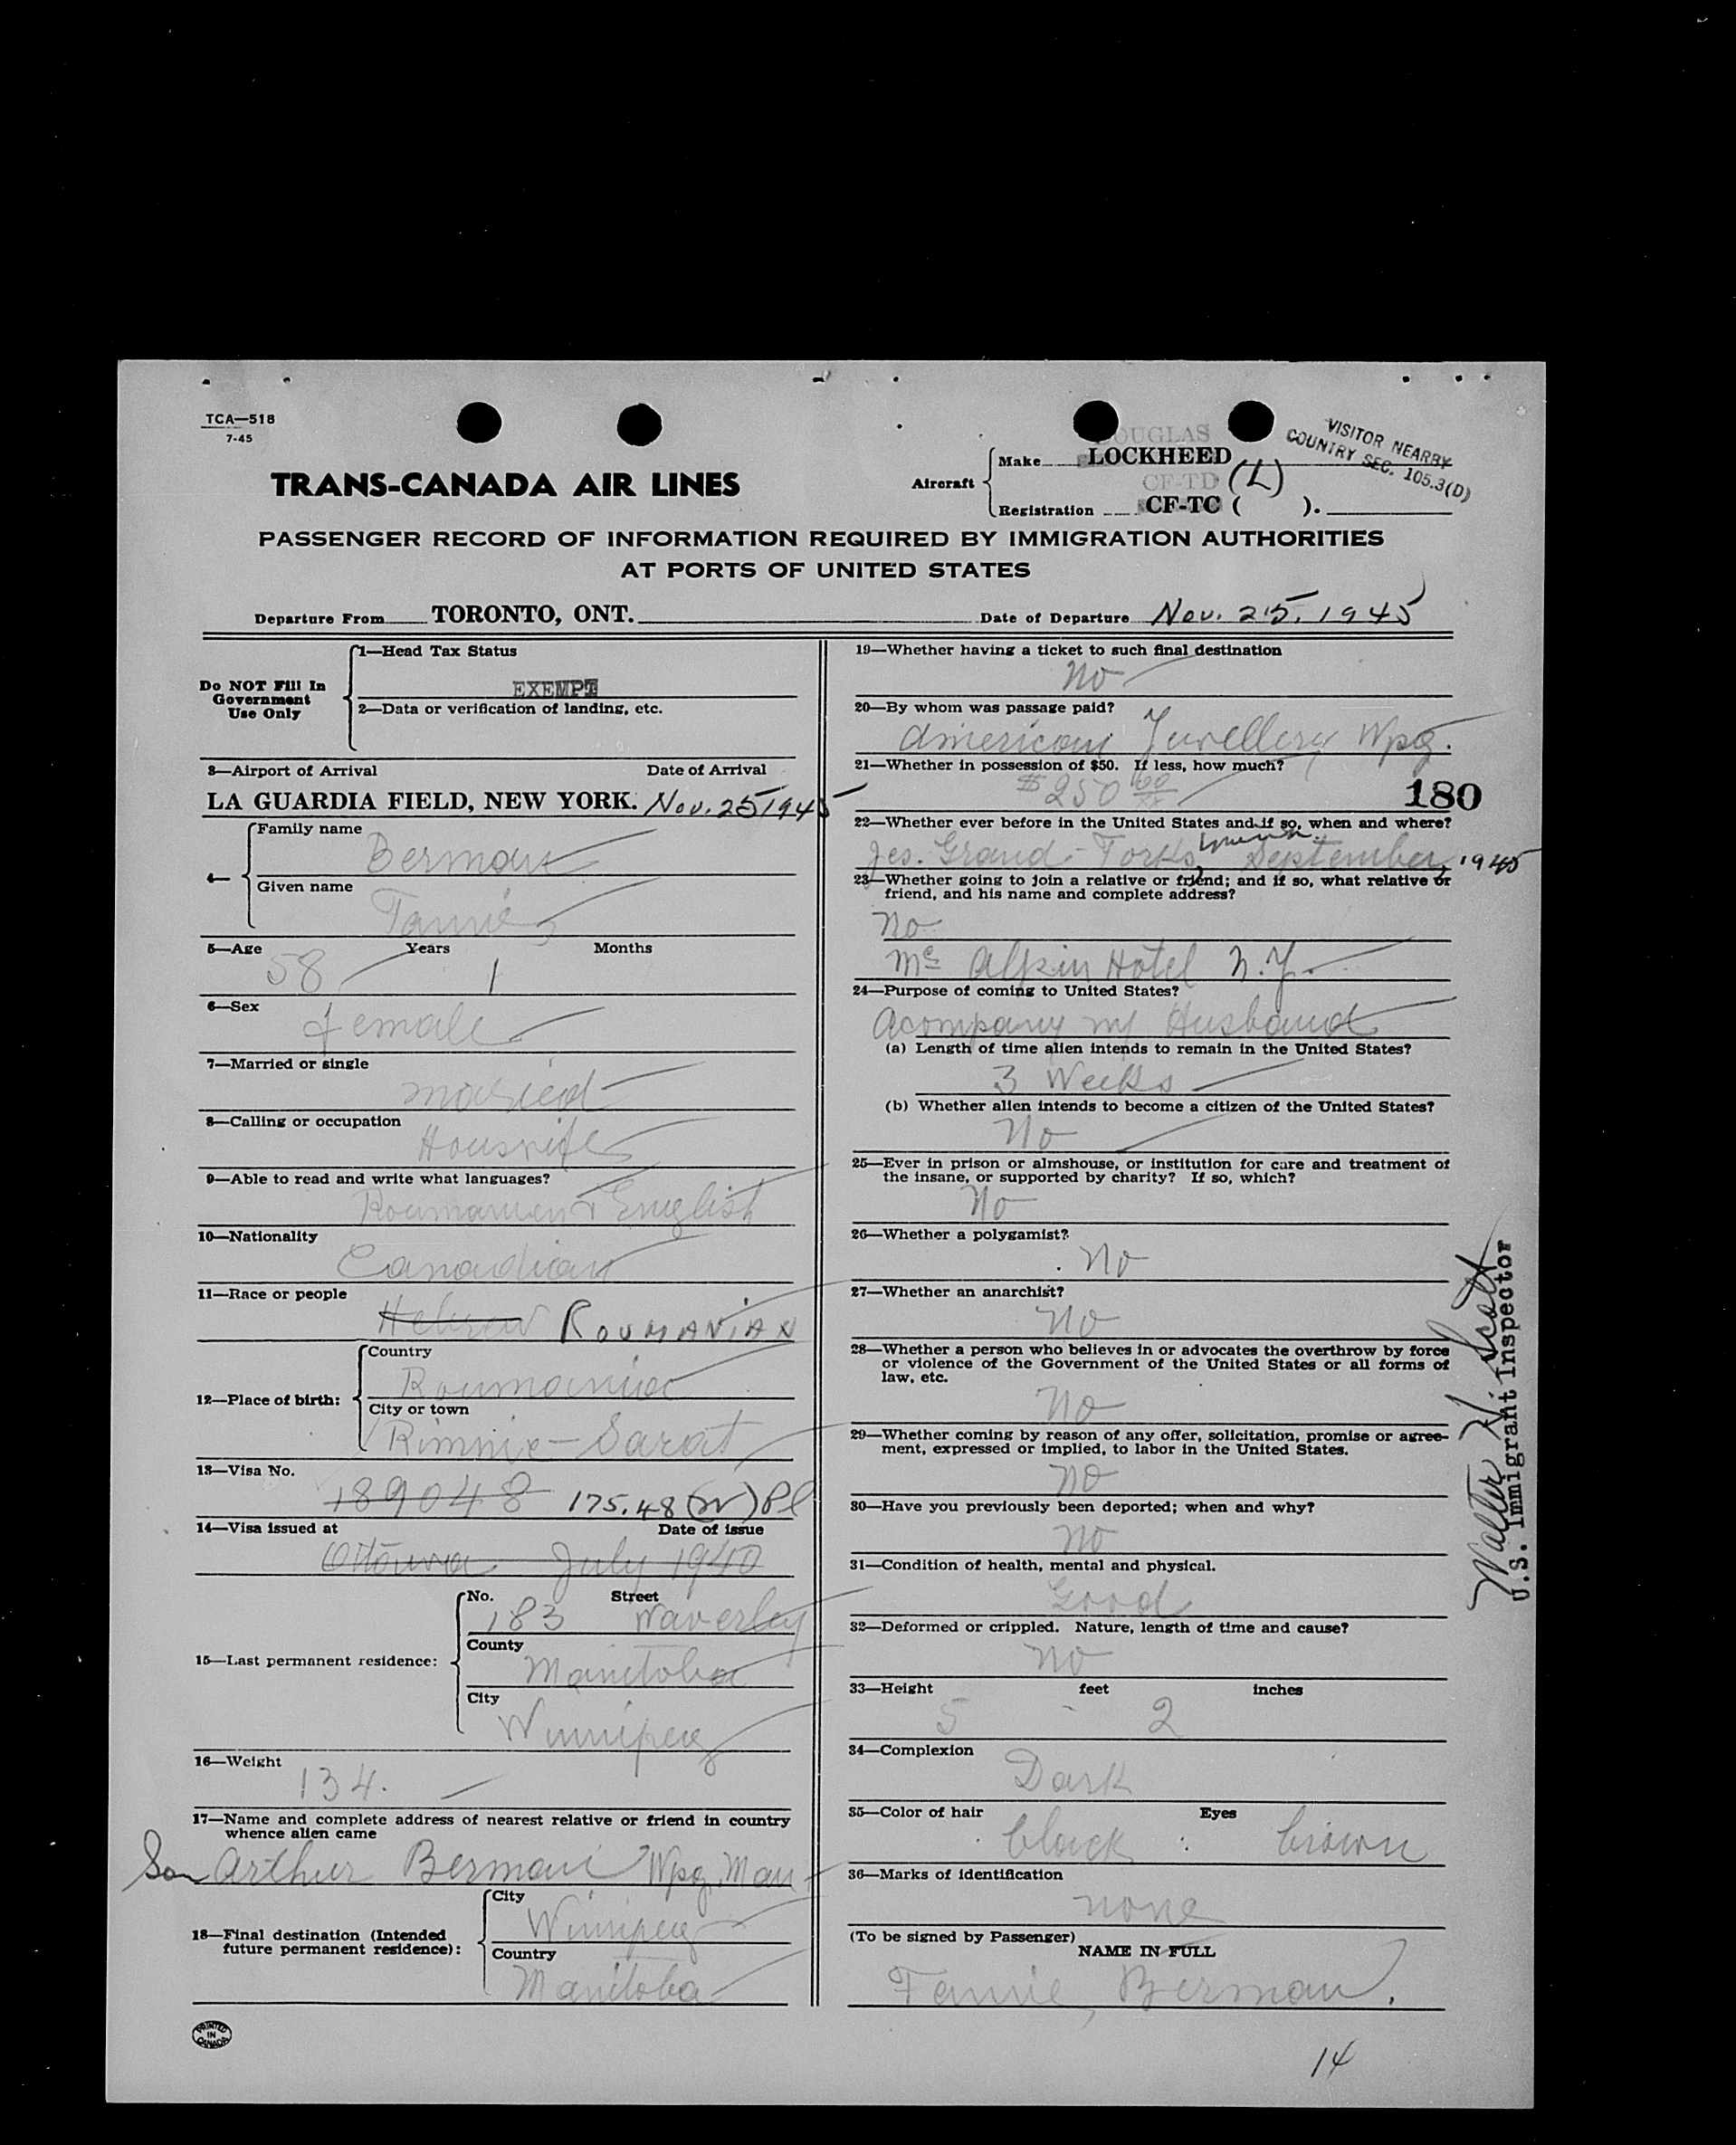 TCA—518
7-45
TRANS-CANADA AIR LINES
Aircraft
DOUGLAS
Make LOCKHEED
CF-TD (L)
Registration CF-TC ( ).
VISITOR NEARBY
COUNTRY SEC. 105.3(D)
PASSENGER RECORD OF INFORMATION REQUIRED BY IMMIGRATION AUTHORITIES
AT PORTS OF UNITED STATES
Departure From TORONTO, ONT. Date of Departure Nov. 25. 1945
Do NOT Fill In
Government
Use Only
1—Head Tax Status
EXEMPT
2—Data or verification of landing, etc.
3—Airport of Arrival Date of Arrival
LA GUARDIA FIELD, NEW YORK. Nov. 25 1945
4—
Family name
Berman
Given name
Fannie
5—Age Years Months
58 1
6—Sex
female
7—Married or single
married
8—Calling or occupation
Houswife
9—Able to read and write what languages?
Roumanien & English
10—Nationality
Canadian
11—Race or people
Hebrew ROUMANIAN
12—Place of birth:
Country
Roumania
City or town
Rimnic-Sarat
13—Visa No.
189048 175.48 (W) Pl
14—Visa issued at Date of issue
Ottawa July 1940
15—Last permanent residence:
No. Street
183 Waverley
County
Manitoba
City
Winnipeg
16—Weight
134.
17—Name and complete address of nearest relative or friend in country
whence alien came
Son Arthur Berman Wpg. Man
18—Final destination (Intended
future permanent residence):
City
Winnipeg
Country
Manitoba
PRINTED
IN
CANADA
19—Whether having a ticket to such final destination
No
20—By whom was passage paid?
American Jewellery Wpg.
21—Whether in possession of $50. If less, how much?
$250 00/xx
180
22—Whether ever before in the United States and if so, when and where?
Jes. Grand-Forks, September, 1945
23—Whether going to join a relative or friend; and if so, what relative or
friend, and his name and complete address?
No
Mc Alpin Hotel N.Y.
24—Purpose of coming to United States?
Acompany my Husband
(a) Length of time alien intends to remain in the United States?
3 Weeks
(b) Whether alien intends to become a citizen of the United States?
No
25—Ever in prison or almshouse, or institution for care and treatment of
the insane, or supported by charity? If so, which?
No
26—Whether a polygamist?
No
27—Whether an anarchist?
No
28—Whether a person who believes in or advocates the overthrow by force
or violence of the Government of the United States or all forms of
law, etc.
No
29—Whether coming by reason of any offer, solicitation, promise or agree-
ment, expressed or implied, to labor in the United States.
No
30—Have you previously been deported; when and why?
No
31—Condition of health, mental and physical.
Good
32—Deformed or crippled. Nature, length of time and cause?
No
33—Height feet inches
5 - 2
34—Complexion
Dark
35—Color of hair Eyes
black : brown
36—Marks of identification
none
(To be signed by Passenger)
NAME IN FULL
Fannie, Berman.
Walter H Scott
U.S. Immigrant Inspector
14